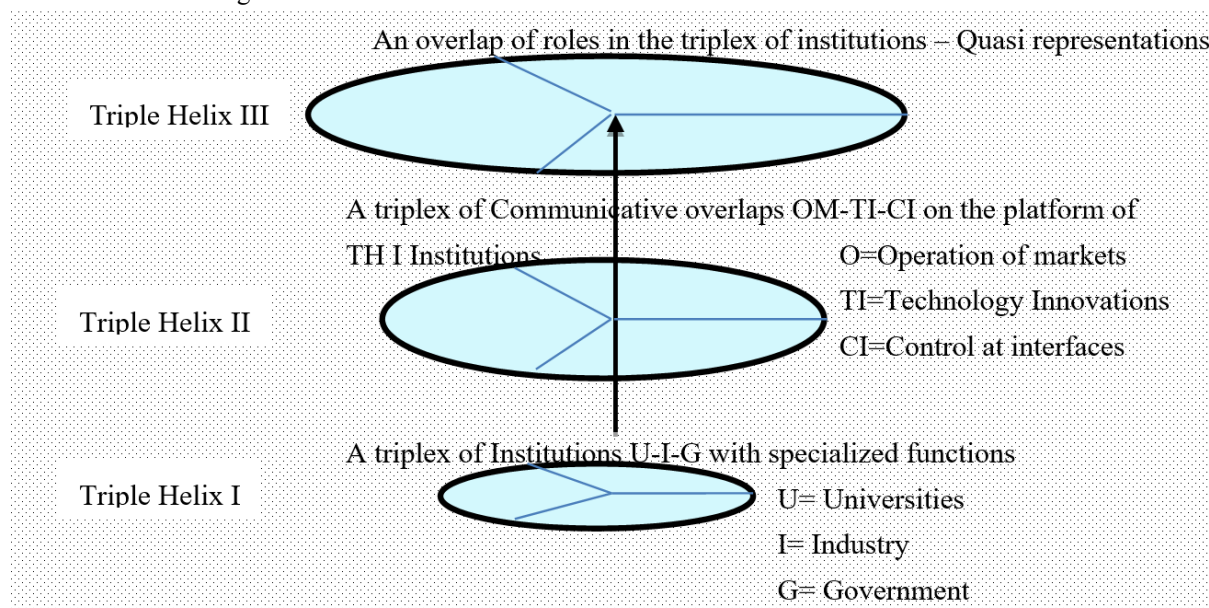 An overlap of roles in the triplex of institutions – Quasi representations
Triple Helix III
A triplex of Communicative overlaps OM-TI-CI on the platform of
TH I Institutions
O=Operation of markets
TI=Technology Innovations
Triple Helix II
CI=Control at interfaces
A triplex of Institutions U-I-G with specialized functions
Triple Helix I
U= Universities
I= Industry
G= Government